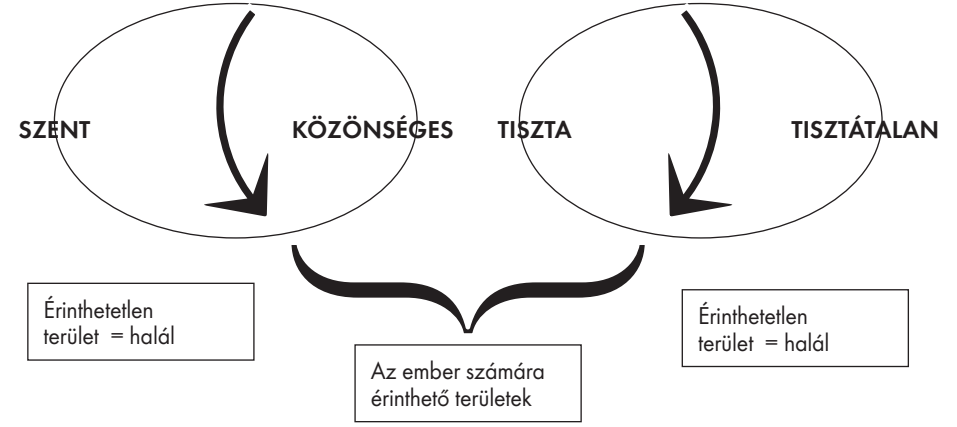 SZENT
KÖZÖNSÉGES
TISZTA
TISZTÁTALAN
Érinthetetlen
terület = halál
Az ember számára
érinthető területek
Érinthetetlen
terület = halál